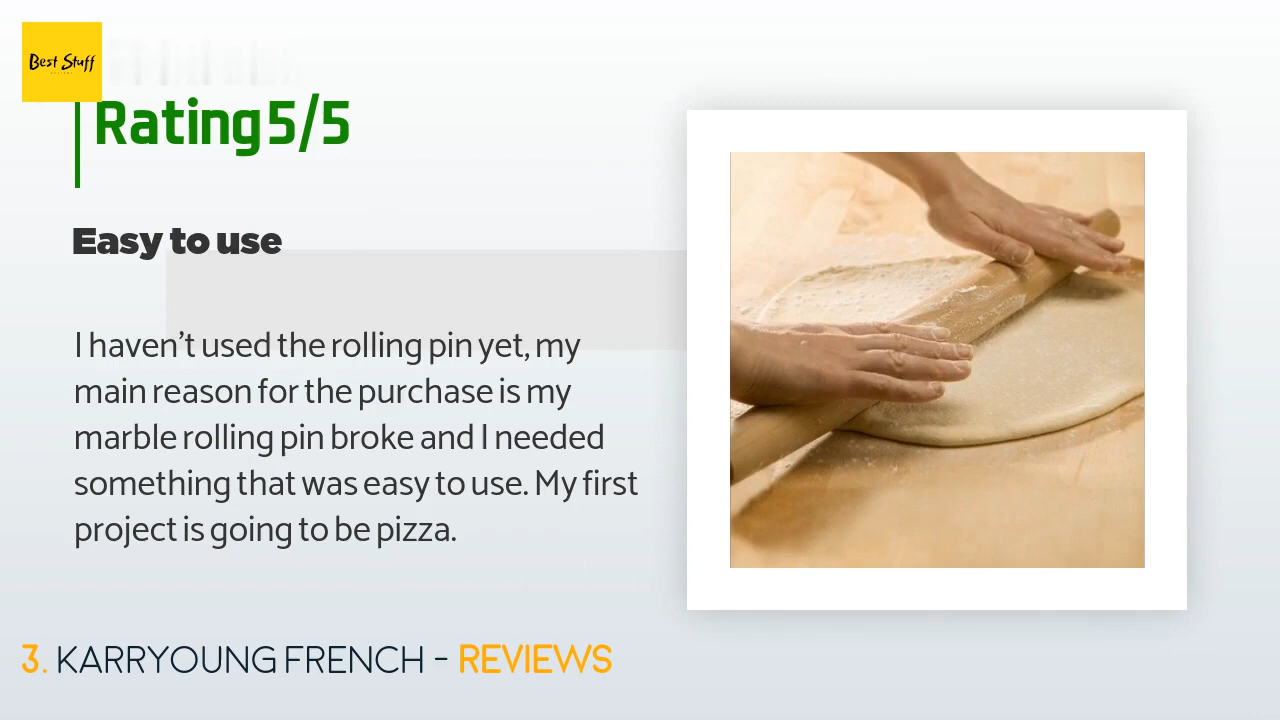 Best Stuff
Rating 5/5
Easy to use
I haven't used the rolling pin yet, my
main reason for the purchase is my
marble rolling pin broke and I needed
something that was easy to use. My first
project is going to be pizza.
3. KARRYOUNG FRENCH - REVIEWS